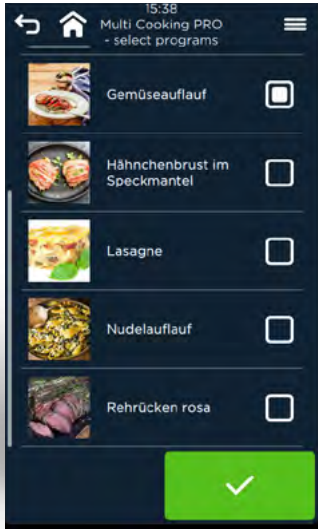 15:38
Multi Cooking PRO
- select programs
Gemüseauflauf
Hähnchenbrust im
Speckmantel
Lasagne
Nudelauflauf
Rehrücken rosa